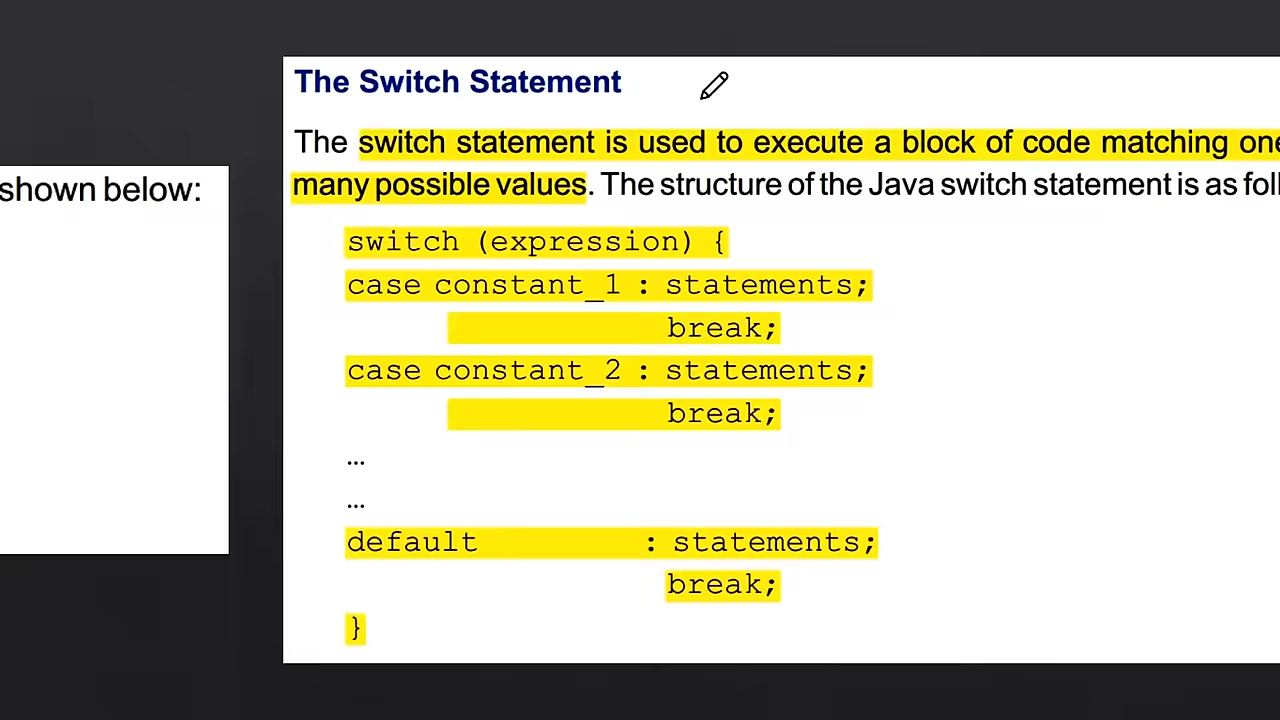 shown below:
The Switch Statement
The switch statement is used to execute a block of code matching
many possible values. The structure of the Java switch statement is as
switch (expression) {
case constant_1 : statements;
break;
case constant_2 : statements;
break;
…
…
default : statements;
break;
}